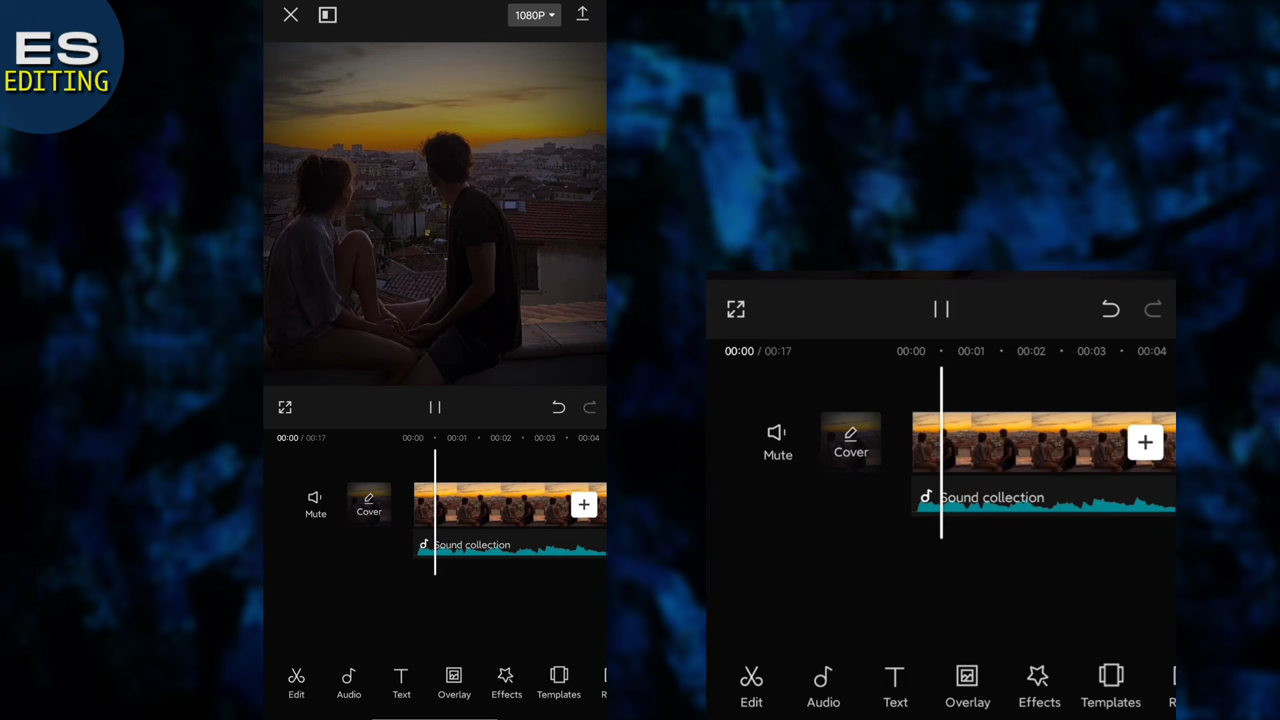 ES
EDITING
1080P
00:00 / 00:17
00:00
00:01
00:02
00:03
00:04
Mute
Cover
Sound collection
Edit
Audio
Text
Overlay
Effects
Templates
R
00:00 / 00:17
00:00
00:01
00:02
00:03
00:04
Mute
Cover
Sound collection
Edit
Audio
Text
Overlay
Effects
Templates
R